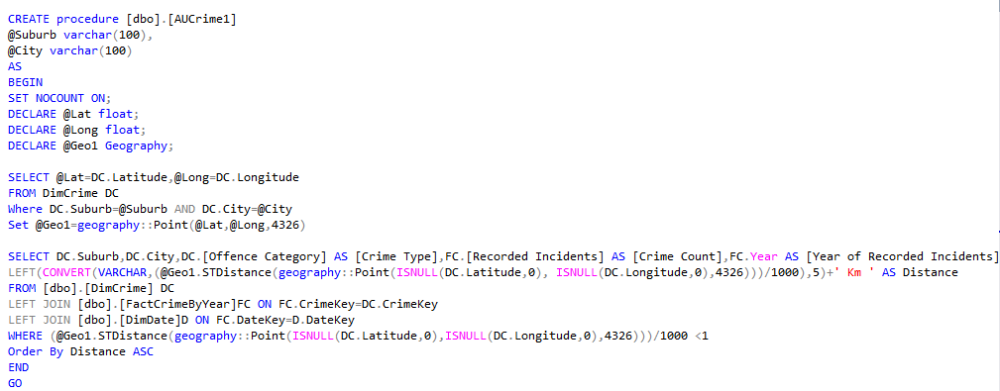 CREATE procedure [dbo].[AUCrime1]
@Suburb varchar(100),
@City varchar(100)
AS
BEGIN
SET NOCOUNT ON;
DECLARE @Lat float;
DECLARE @Long float;
DECLARE @Geo1 Geography;
SELECT @Lat=DC.Latitude,@Long=DC.Longitude
FROM DimCrime DC
Where DC.Suburb=@Suburb AND DC.City=@City
Set @Geo1=geography::Point(@Lat,@Long,4326)
SELECT DC.Suburb,DC.City,DC.[Offence Category] AS [Crime Type],FC.[Recorded Incidents] AS [Crime Count],FC.Year AS [Year of Recorded Incidents]
LEFT(CONVERT(VARCHAR,(@Geo1.STDistance(geography::Point(ISNULL(DC.Latitude,0), ISNULL(DC.Longitude,0),4326)))/1000),5)+' Km ' AS Distance
FROM [dbo].[DimCrime] DC
LEFT JOIN [dbo].[FactCrimeByYear]FC ON FC.CrimeKey=DC.CrimeKey
LEFT JOIN [dbo].[DimDate]D ON FC.DateKey=D.DateKey
WHERE (@Geo1.STDistance(geography::Point(ISNULL(DC.Latitude,0),ISNULL(DC.Longitude,0),4326)))/1000 <1
Order By Distance ASC
END
GO